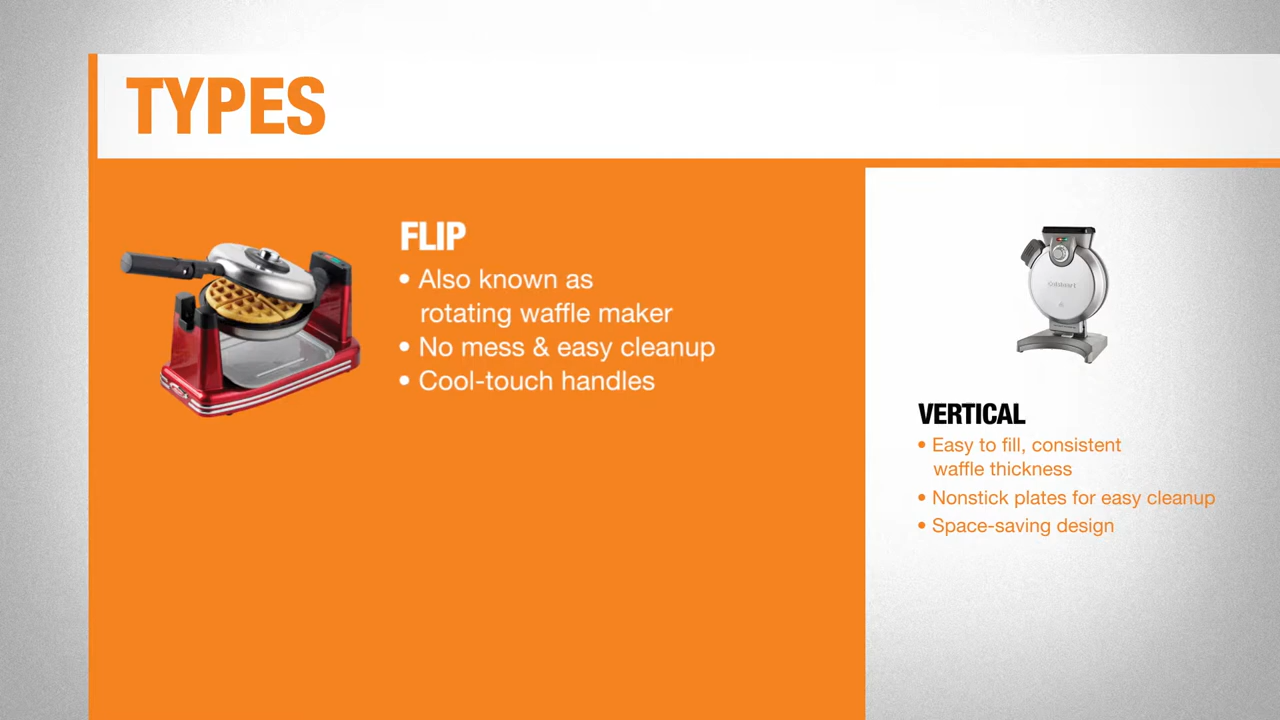 TYPES
FLIP
• Also known as
rotating waffle maker
• No mess & easy cleanup
• Cool-touch handles
Cuisinart
VERTICAL
• Easy to fill, consistent
waffle thickness
• Nonstick plates for easy cleanup
• Space-saving design